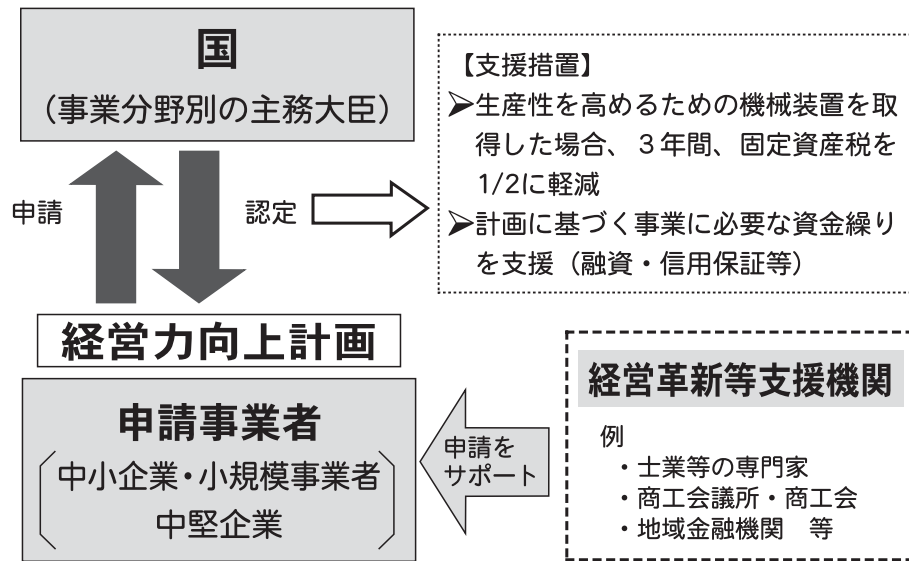 国
（事業分野別の主務大臣）
申請
認定
【支援措置】
➢生産性を高めるための機械装置を取
得した場合、３年間、固定資産税を
1/2に軽減
➢計画に基づく事業に必要な資金繰り
を支援（融資・信用保証等）
経営力向上計画
申請事業者
（中小企業・小規模事業者
中堅企業）
申請を
サポート
経営革新等支援機関
例
・士業等の専門家
・商工会議所・商工会
・地域金融機関　等